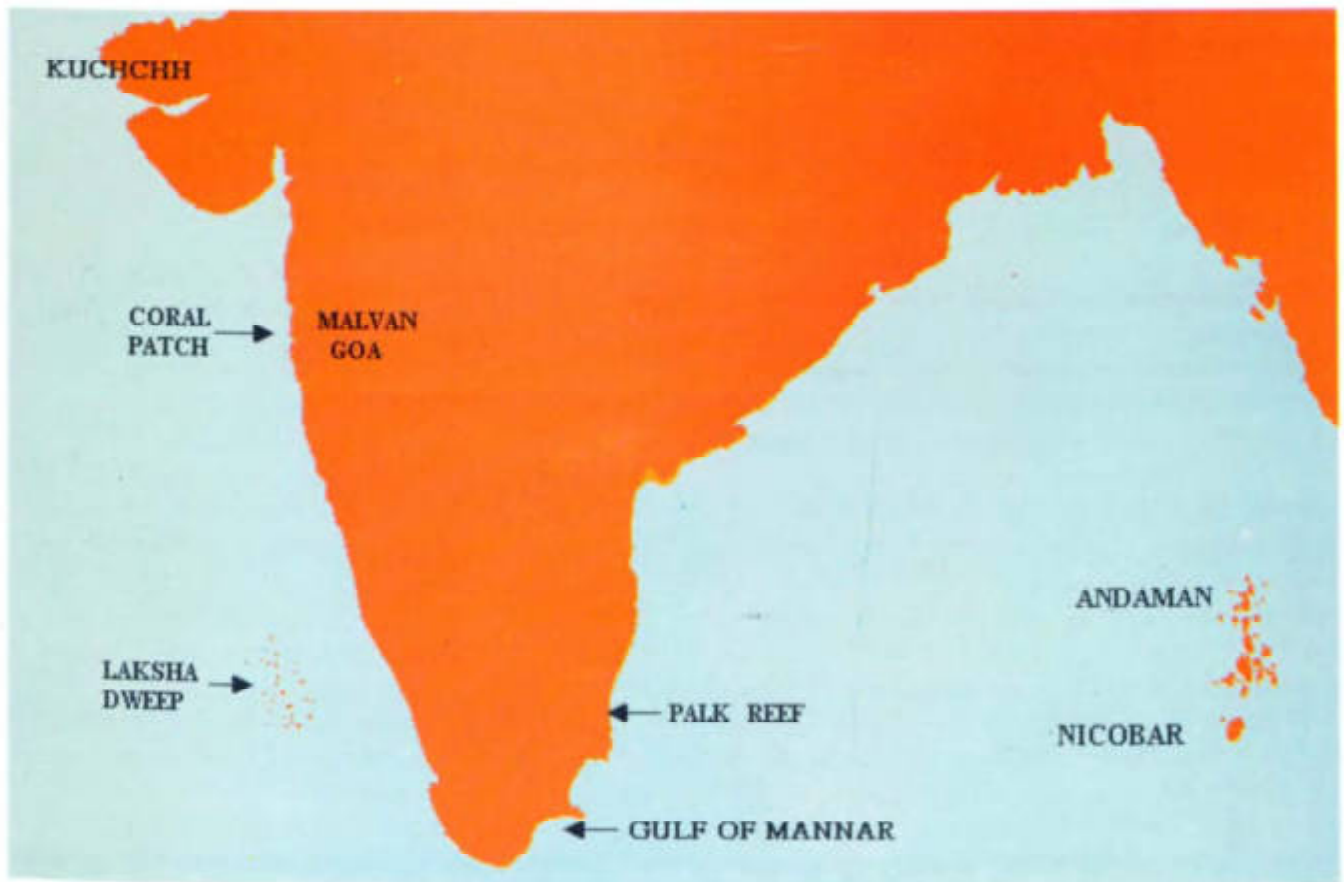 KUCHCHH
CORAL
PATCH
MALVAN
GOA
ANDAMAN
LAKSHA
DWEEP
PALK REEF
NICOBAR
GULF OF MANNAR